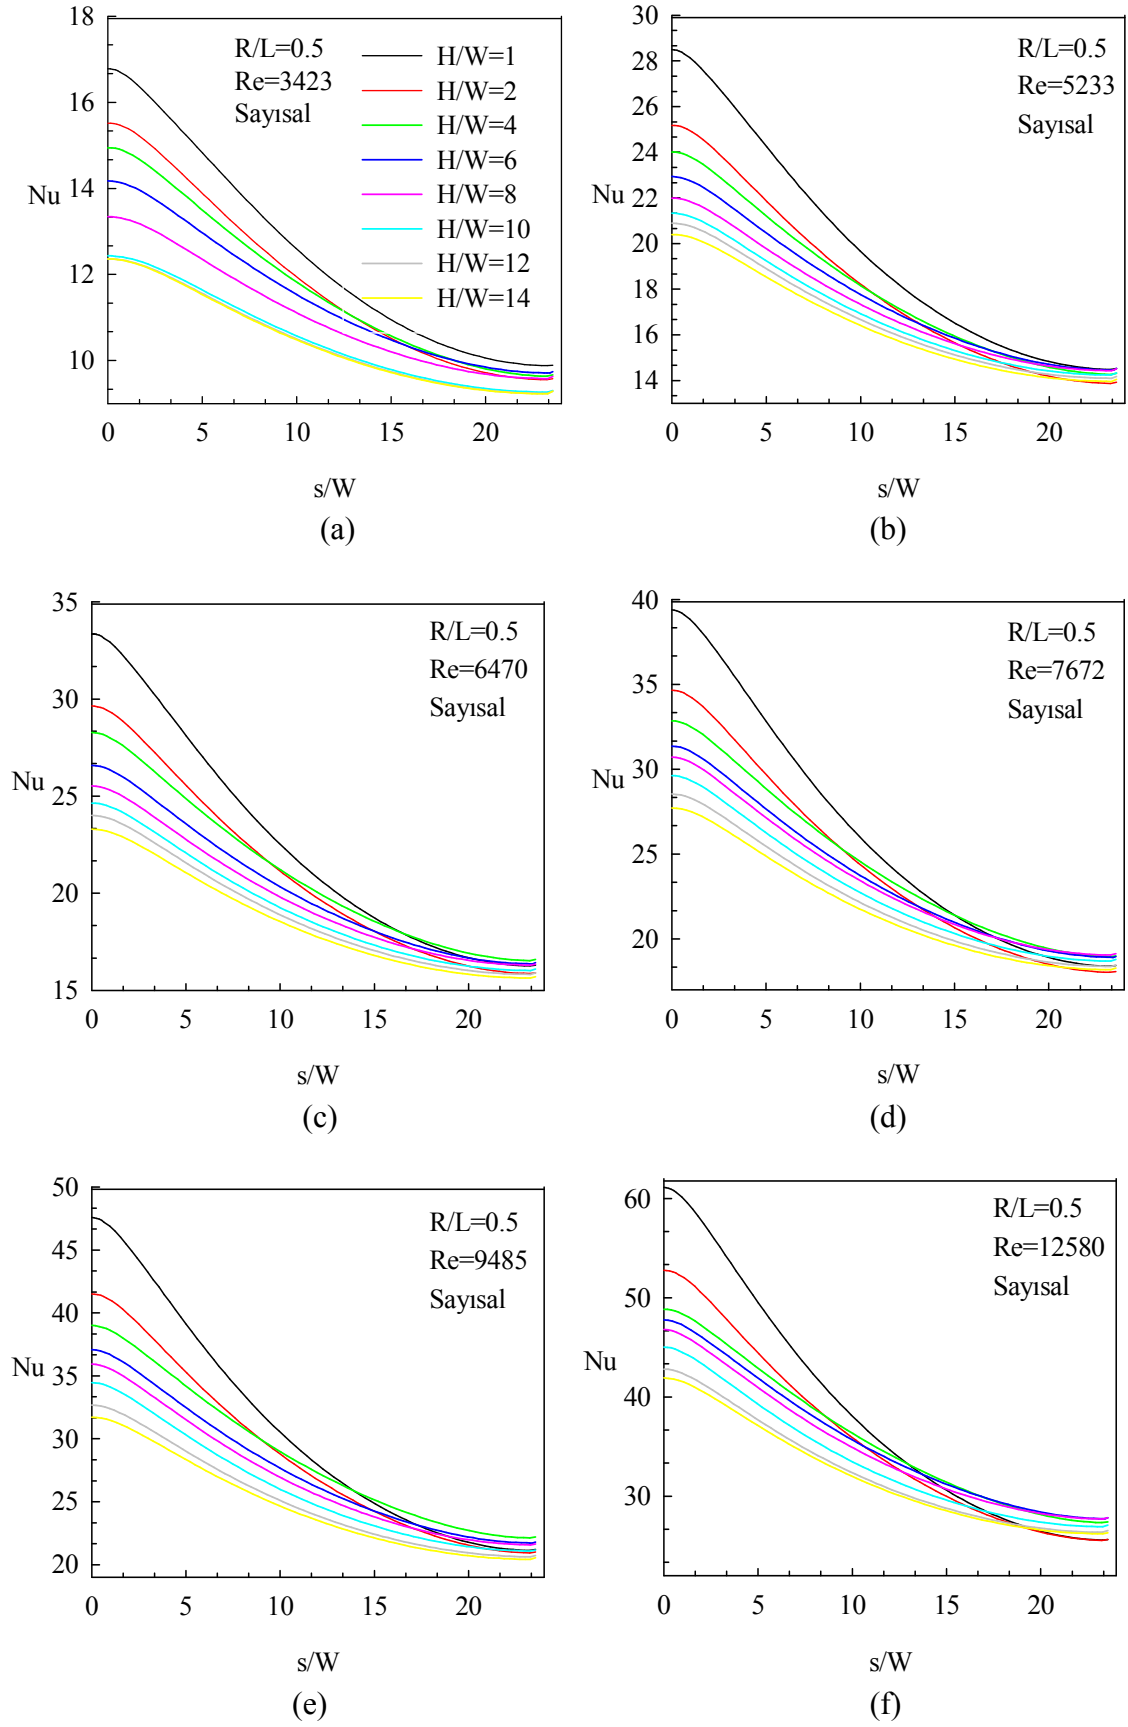 18
16
14
12
10
Nu
0
5
10
15
20
s/W
R/L=0.5
Re=3423
Sayısal
H/W=1
H/W=2
H/W=4
H/W=6
H/W=8
H/W=10
H/W=12
H/W=14
(a)
30
28
26
24
22
20
18
16
14
Nu
0
5
10
15
20
s/W
R/L=0.5
Re=5233
Sayısal
(b)
35
30
25
20
15
Nu
0
5
10
15
20
s/W
R/L=0.5
Re=6470
Sayısal
(c)
40
35
30
25
20
Nu
0
5
10
15
20
s/W
R/L=0.5
Re=7672
Sayısal
(d)
50
45
40
35
30
25
20
Nu
0
5
10
15
20
s/W
R/L=0.5
Re=9485
Sayısal
(e)
60
50
40
30
Nu
0
5
10
15
20
s/W
R/L=0.5
Re=12580
Sayısal
(f)